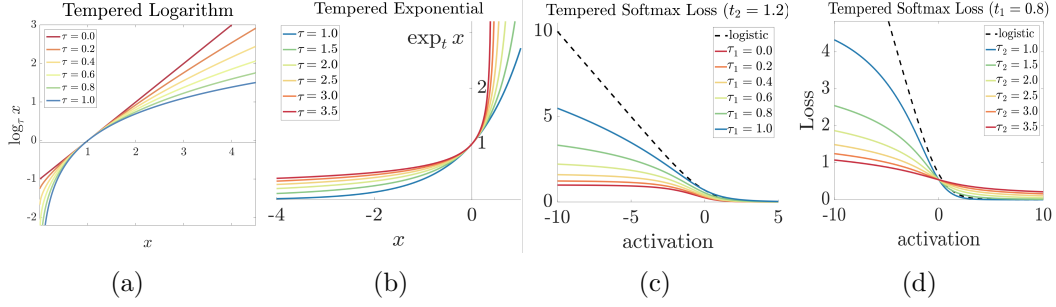 Tempered Logarithm
3
2
1
0
-1
-2
τ = 0.0
τ = 0.2
τ = 0.4
τ = 0.6
τ = 0.8
τ = 1.0
1
2
3
4
log_τ x
x
(a)
Tempered Exponential
exp_t x
τ = 1.0
τ = 1.5
τ = 2.0
τ = 2.5
τ = 3.0
τ = 3.5
2
1
-4
-2
0
x
(b)
Tempered Softmax Loss (t₂ = 1.2)
10
5
0
logistic
τ₁ = 0.0
τ₁ = 0.2
τ₁ = 0.4
τ₁ = 0.6
τ₁ = 0.8
τ₁ = 1.0
-10
-5
0
5
activation
(c)
Tempered Softmax Loss (t₁ = 0.8)
4
3
2
1
0
Loss
logistic
τ₂ = 1.0
τ₂ = 1.5
τ₂ = 2.0
τ₂ = 2.5
τ₂ = 3.0
τ₂ = 3.5
-10
0
10
activation
(d)